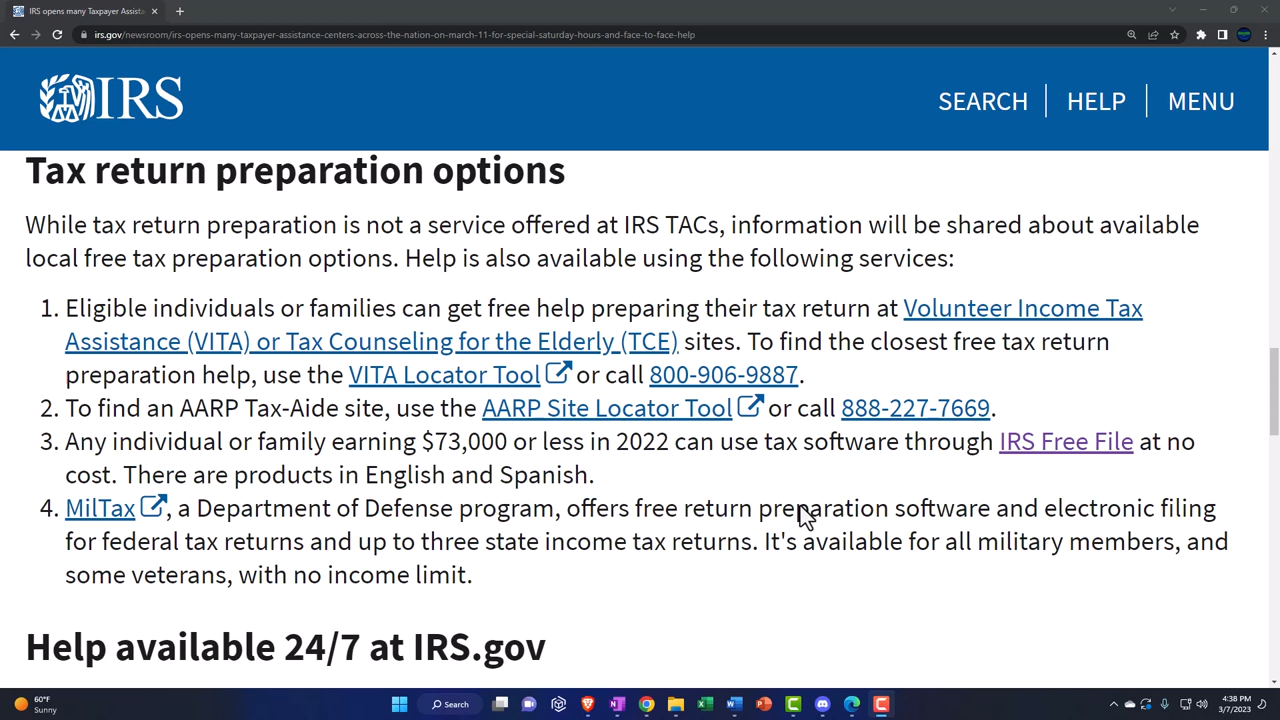 IRS opens many Taxpayer Assista
irs.gov/newsroom/irs-opens-many-taxpayer-assistance-centers-across-the-nation-on-march-11-for-special-saturday-hours-and-face-to-face-help
IRS
SEARCH HELP MENU
Tax return preparation options
While tax return preparation is not a service offered at IRS TACs, information will be shared about available
local free tax preparation options. Help is also available using the following services:
1. Eligible individuals or families can get free help preparing their tax return at Volunteer Income Tax
Assistance (VITA) or Tax Counseling for the Elderly (TCE) sites. To find the closest free tax return
preparation help, use the VITA Locator Tool or call 800-906-9887.
2. To find an AARP Tax-Aide site, use the AARP Site Locator Tool or call 888-227-7669.
3. Any individual or family earning $73,000 or less in 2022 can use tax software through IRS Free File at no
cost. There are products in English and Spanish.
4. MilTax, a Department of Defense program, offers free return preparation software and electronic filing
for federal tax returns and up to three state income tax returns. It's available for all military members, and
some veterans, with no income limit.
Help available 24/7 at IRS.gov
60°F
Sunny
Search
4:38 PM
3/7/2023